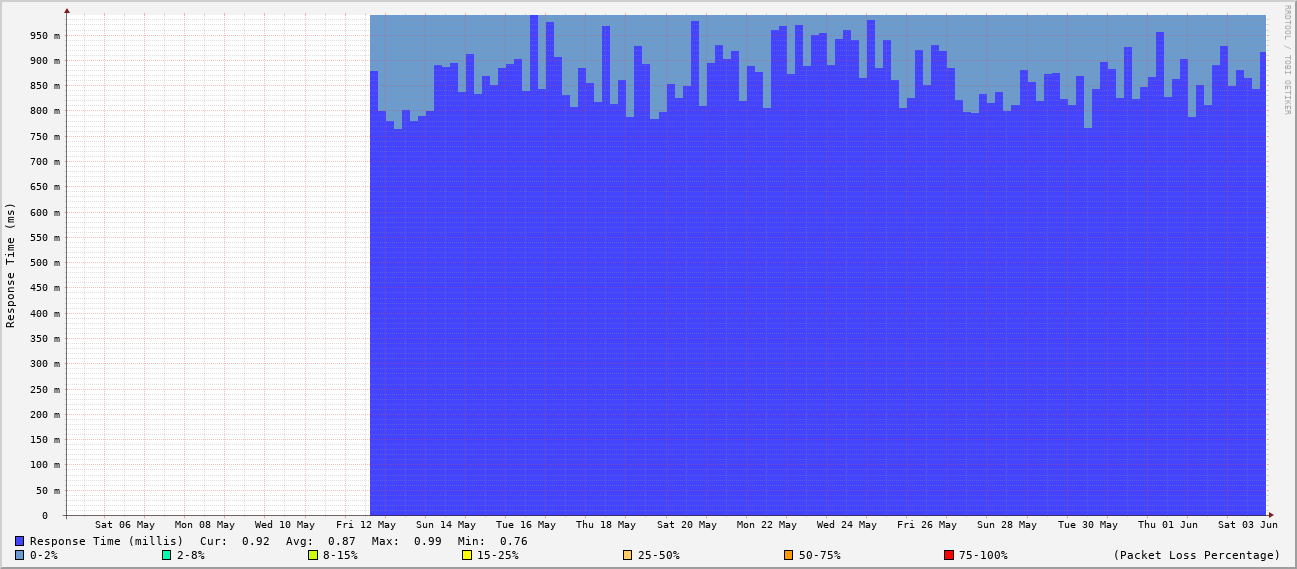 RRDTOOL / TOBI OETIKER
Response Time (ms)
950 m
900 m
850 m
800 m
750 m
700 m
650 m
600 m
550 m
500 m
450 m
400 m
350 m
300 m
250 m
200 m
150 m
100 m
50 m
0
Sat 06 May Mon 08 May Wed 10 May Fri 12 May Sun 14 May Tue 16 May Thu 18 May Sat 20 May Mon 22 May Wed 24 May Fri 26 May Sun 28 May Tue 30 May Thu 01 Jun Sat 03 Jun
Response Time (millis) Cur: 0.92 Avg: 0.87 Max: 0.99 Min: 0.76
0-2% 2-8% 8-15% 15-25% 25-50% 50-75% 75-100% (Packet Loss Percentage)